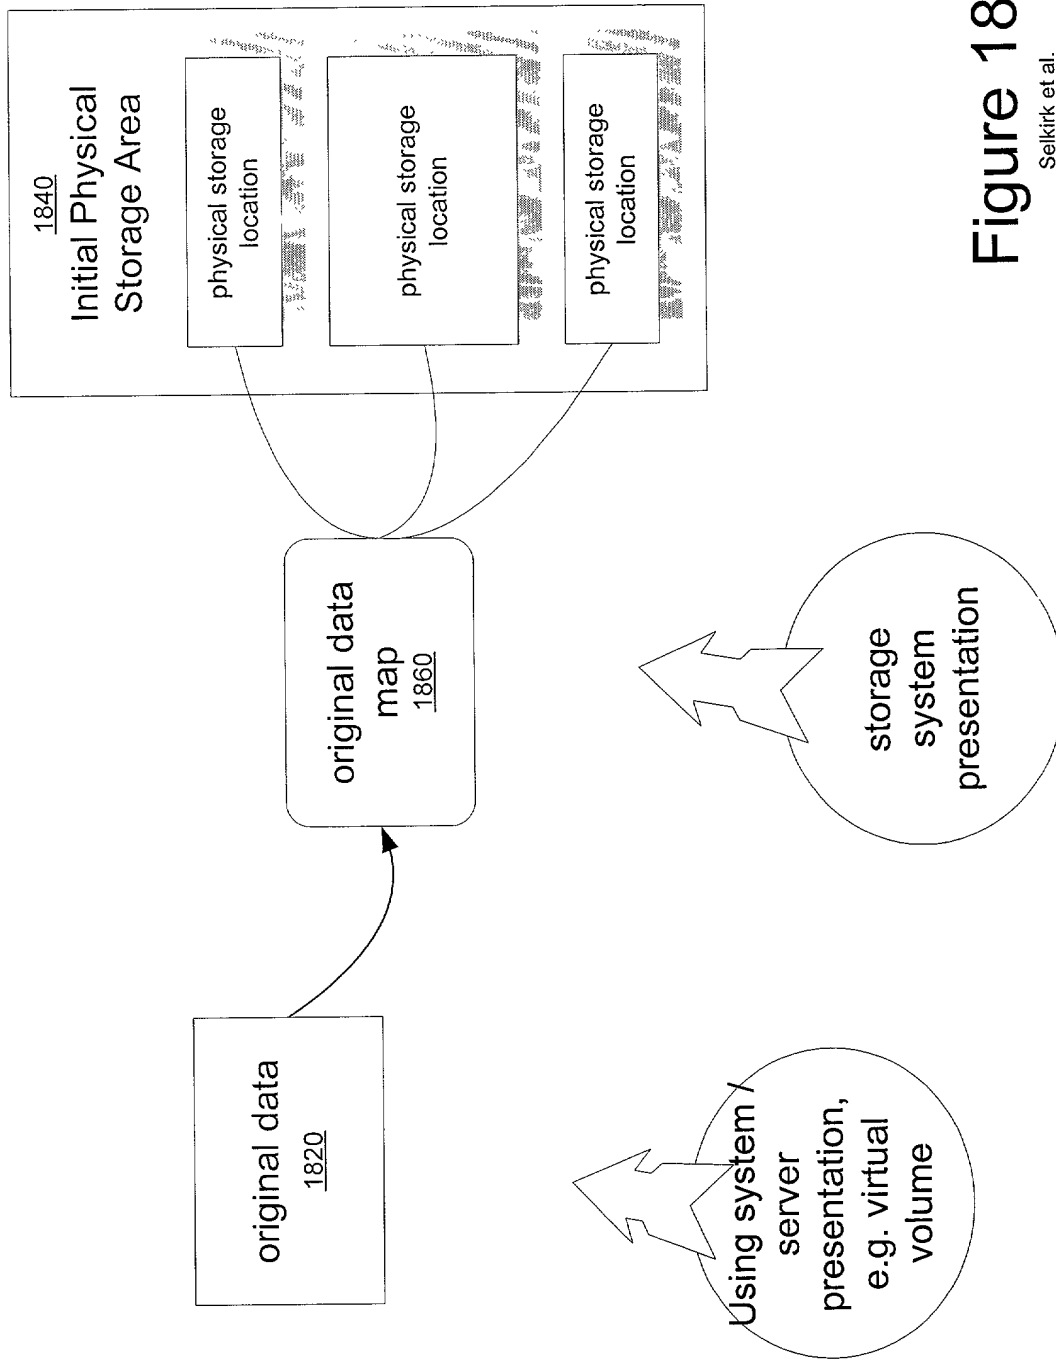 original data
1820
original data
map
1860
1840
Initial Physical
Storage Area
physical storage
location
physical storage
location
physical storage
location
Using system /
server
presentation,
e.g. virtual
volume
storage
system
presentation
Figure 18
Selkirk et al.